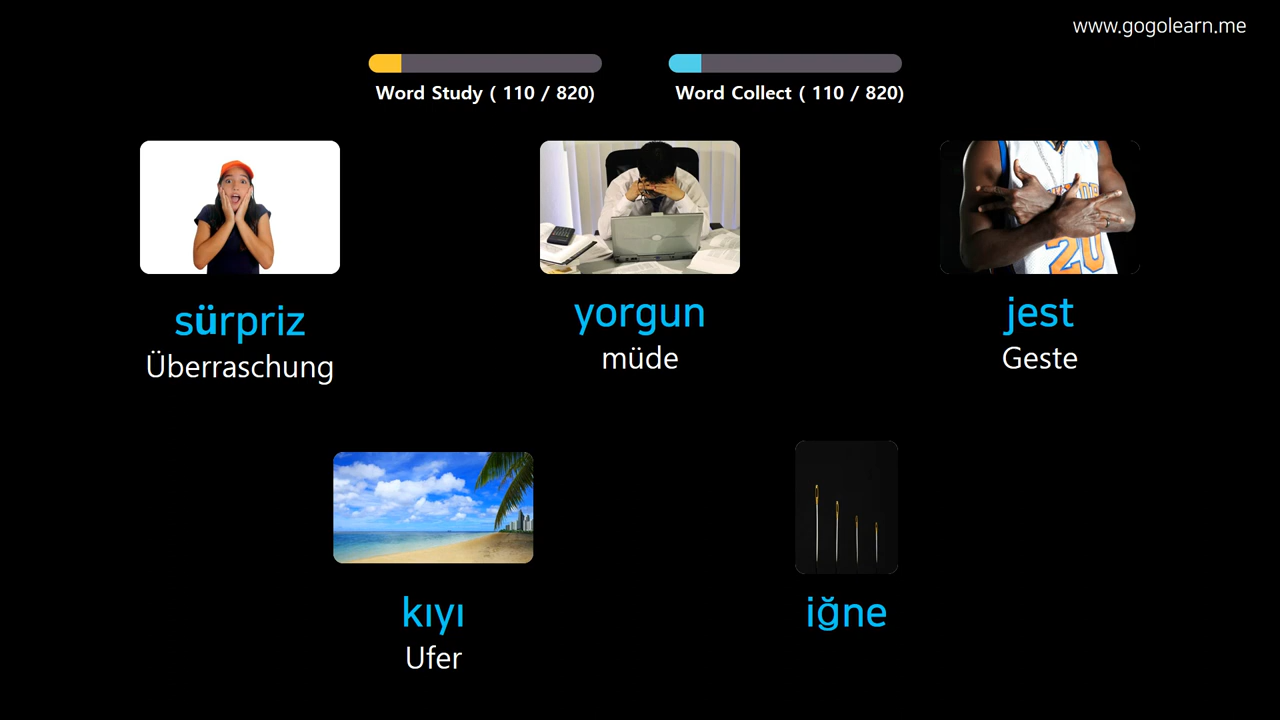 www.gogolearn.me
Word Study ( 110 / 820)
Word Collect ( 110 / 820)
sürpriz
Überraschung
yorgun
müde
jest
Geste
20
kıyı
Ufer
iğne